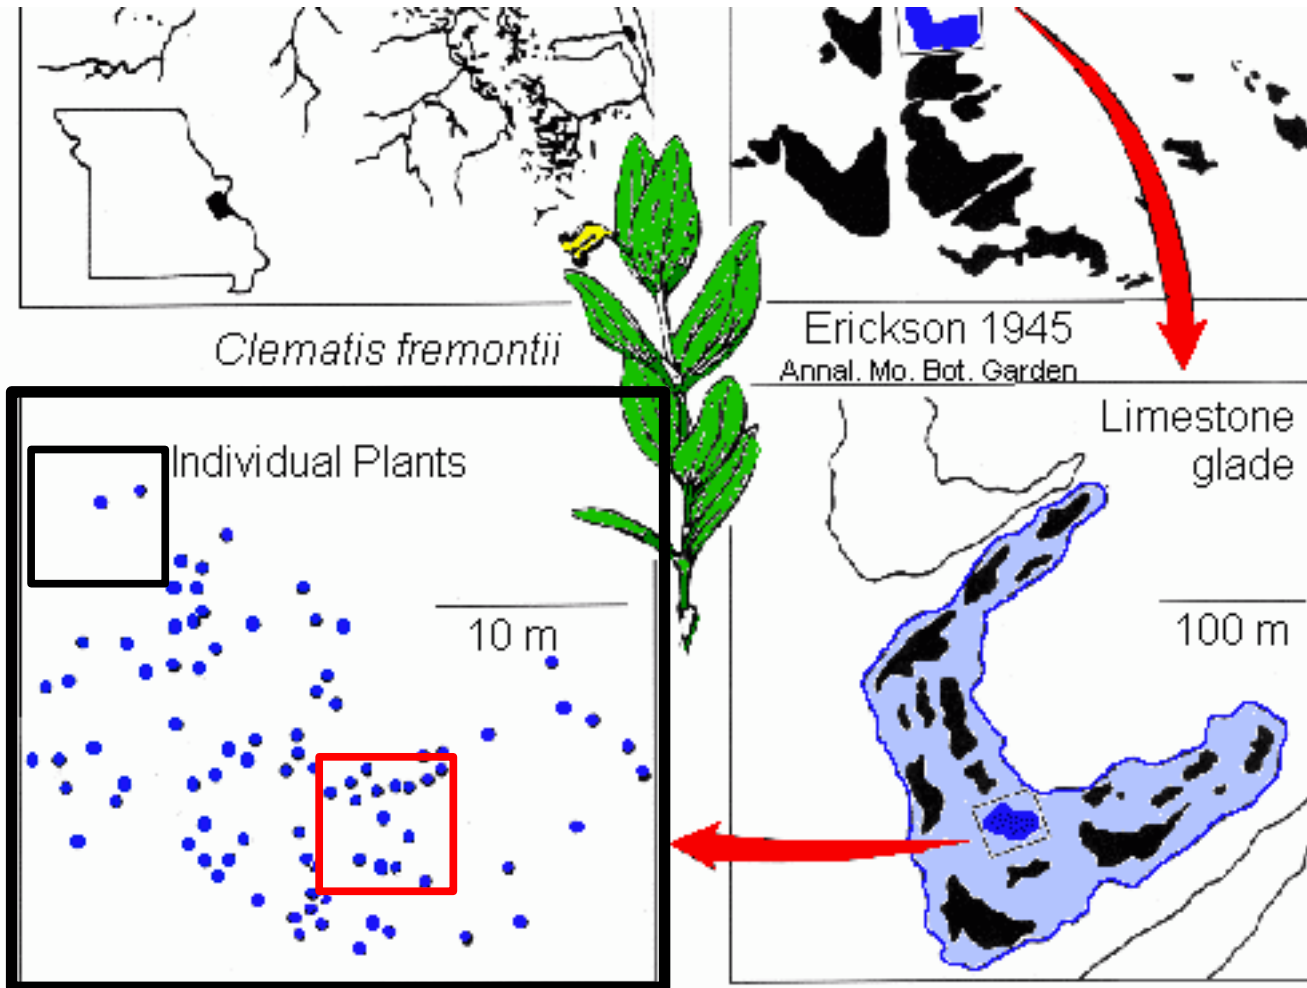 Clematis fremontii
Erickson 1945
Annal. Mo. Bot. Garden
Individual Plants
10 m
Limestone
glade
100 m